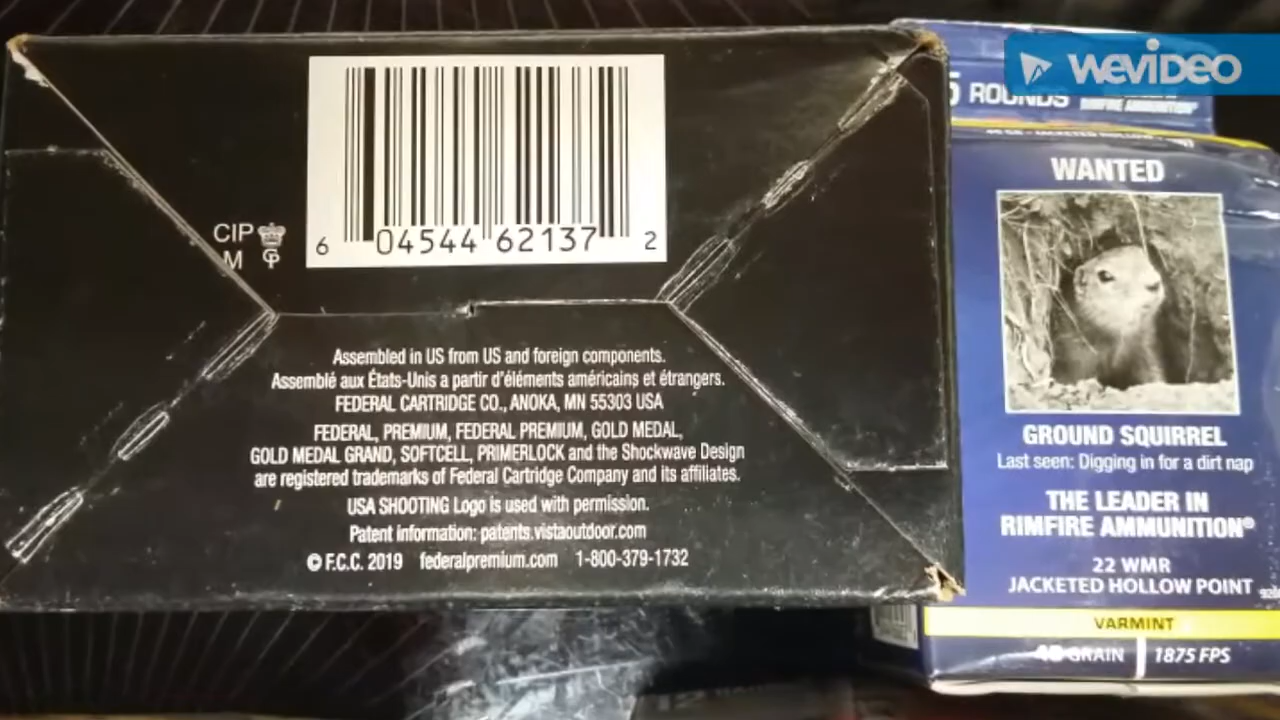 WEVIDEO
6 04544 62137 2
CIP
M
Assembled in US from US and foreign components.
Assemblé aux États-Unis a partir d'éléments américains et étrangers.
FEDERAL CARTRIDGE CO., ANOKA, MN 55303 USA
FEDERAL, PREMIUM, FEDERAL PREMIUM, GOLD MEDAL,
GOLD MEDAL GRAND, SOFTCELL, PRIMERLOCK and the Shockwave Design
are registered trademarks of Federal Cartridge Company and its affiliates.
USA SHOOTING Logo is used with permission.
Patent information: patents.vistaoutdoor.com
© F.C.C. 2019 federalpremium.com 1-800-379-1732
5 ROUNDS
RIMFIRE AMMUNITION
WANTED
GROUND SQUIRREL
Last seen: Digging in for a dirt nap
THE LEADER IN
RIMFIRE AMMUNITION®
22 WMR
JACKETED HOLLOW POINT
VARMINT
40 GRAIN 1875 FPS